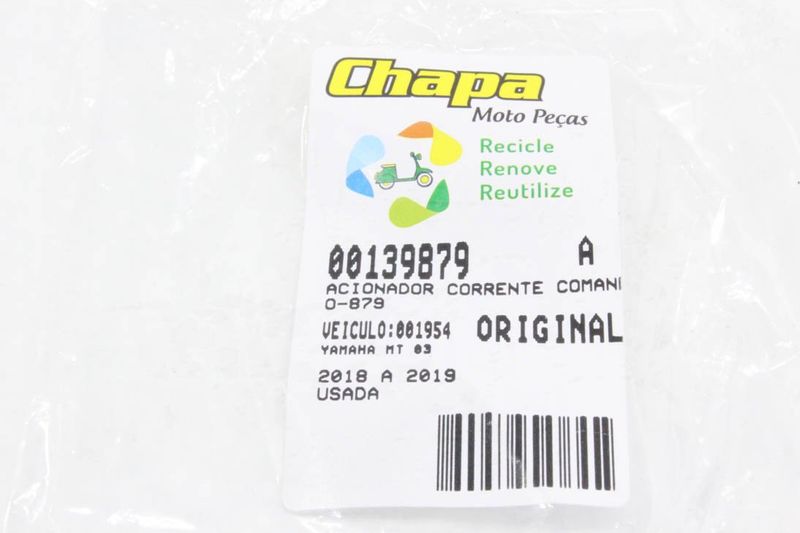 Chapa
Moto Peças
Recicle
Renove
Reutilize
00139879 A
ACIONADOR CORRENTE COMAN
O-879
VEICULO:001954 ORIGINAL
YAMAHA MT 03
2018 A 2019
USADA